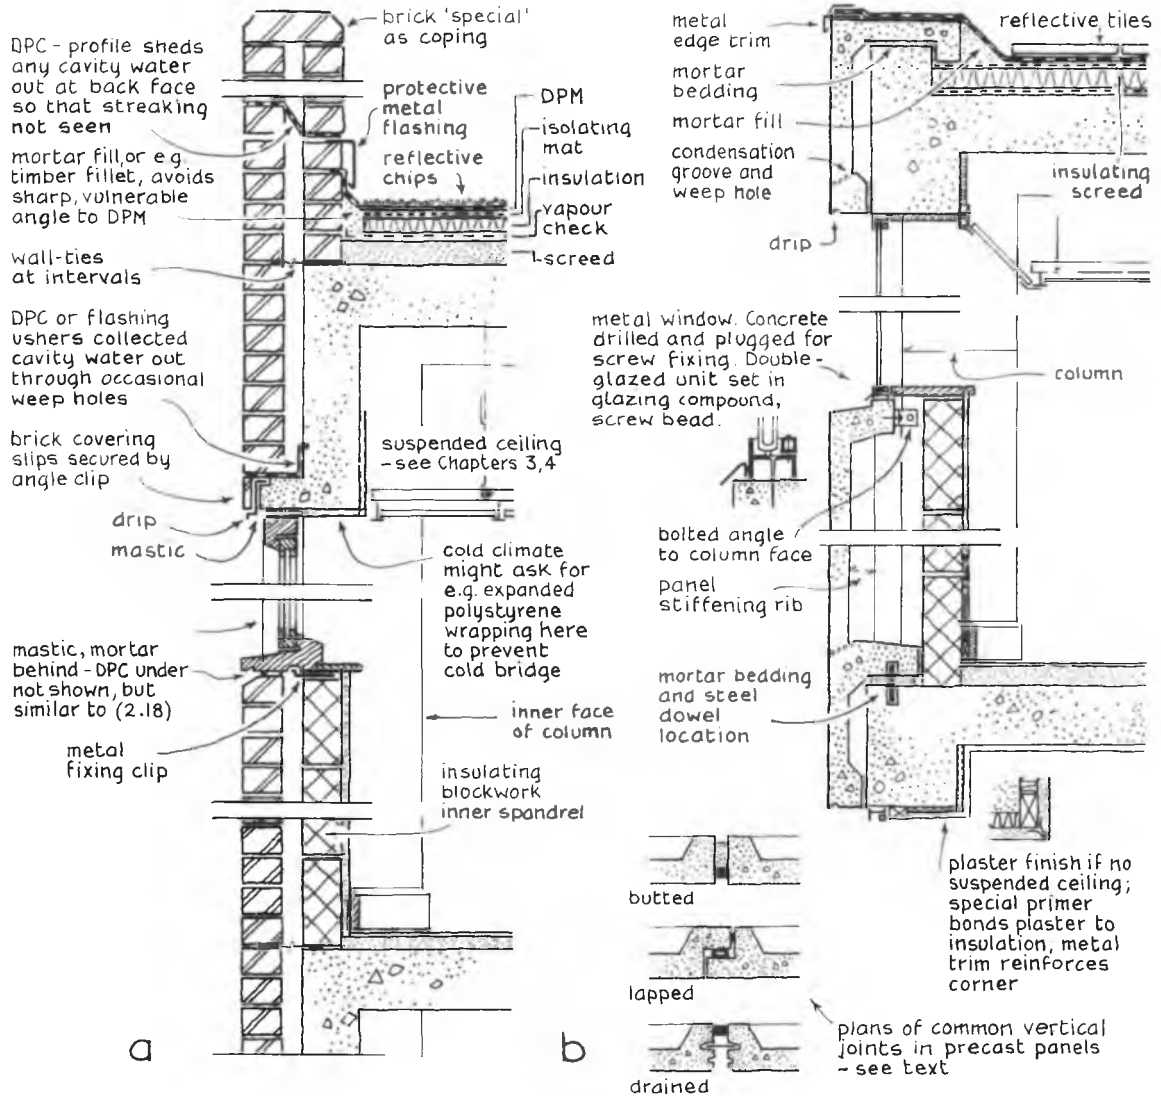 brick 'special'
as coping
DPC - profile sheds
any cavity water
out at back face
so that streaking
not seen
mortar fill, or e.g.
timber fillet, avoids
sharp, vulnerable
angle to DPM
wall-ties
at intervals
DPC or flashing
ushers collected
cavity water out
through occasional
weep holes
brick covering
slips secured by
angle clip
drip
mastic
mastic, mortar
behind - DPC under
not shown, but
similar to (2.18)
metal
fixing clip
protective
metal
flashing
reflective
chips
DPM
isolating
mat
insulation
vapour
check
screed
suspended ceiling
- see Chapters 3,4
cold climate
might ask for
e.g. expanded
polystyrene
wrapping here
to prevent
cold bridge
inner face
of column
insulating
blockwork
inner spandrel
a
metal
edge trim
mortar
bedding
mortar fill
condensation
groove and
weep hole
drip
reflective tiles
insulating
screed
metal window. Concrete
drilled and plugged for
screw fixing. Double-
glazed unit set in
glazing compound,
screw bead.
column
bolted angle
to column face
panel
stiffening rib
mortar bedding
and steel
dowel
location
plaster finish if no
suspended ceiling;
special primer
bonds plaster to
insulation, metal
trim reinforces
corner
butted
lapped
drained
plans of common vertical
joints in precast panels
- see text
b